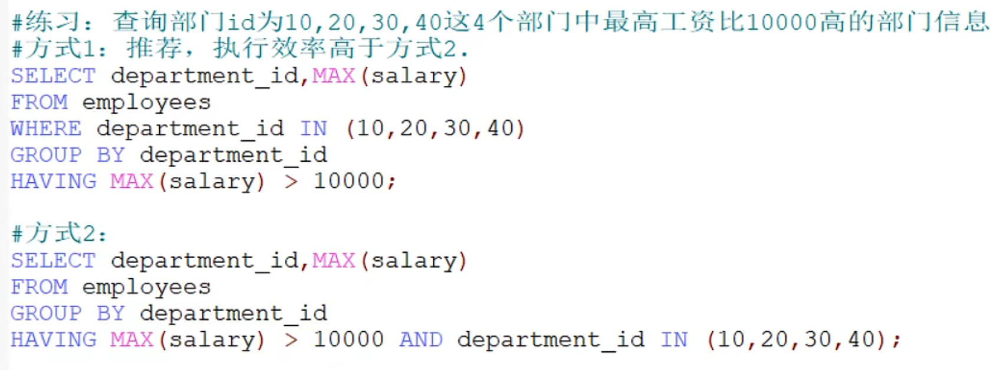 #练习：查询部门id为10,20,30,40这4个部门中最高工资比10000高的部门信息
#方式1：推荐，执行效率高于方式2.
SELECT department_id,MAX(salary)
FROM employees
WHERE department_id IN (10,20,30,40)
GROUP BY department_id
HAVING MAX(salary) > 10000;
#方式2：
SELECT department_id,MAX(salary)
FROM employees
GROUP BY department_id
HAVING MAX(salary) > 10000 AND department_id IN (10,20,30,40);